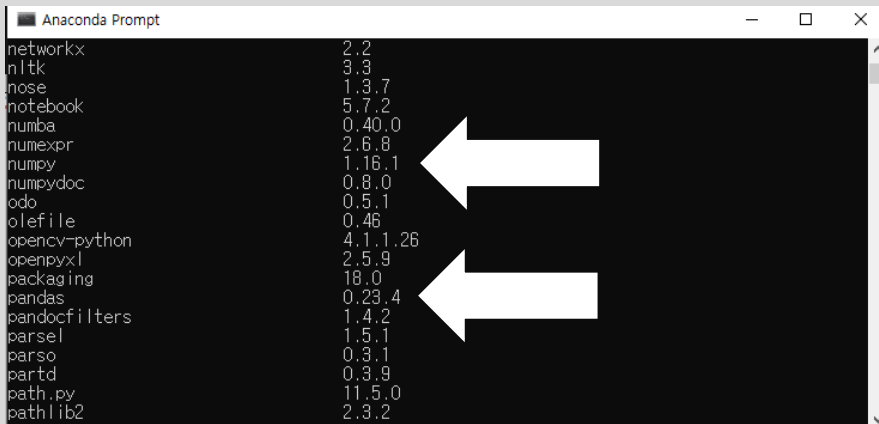 Anaconda Prompt
networkx 2.2
nltk 3.3
nose 1.3.7
notebook 5.7.2
numba 0.40.0
numexpr 2.6.8
numpy 1.16.1
numpydoc 0.8.0
odo 0.5.1
olefile 0.46
opencv-python 4.1.1.26
openpyxl 2.5.9
packaging 18.0
pandas 0.23.4
pandocfilters 1.4.2
parsel 1.5.1
parso 0.3.1
partd 0.3.9
path.py 11.5.0
pathlib2 2.3.2